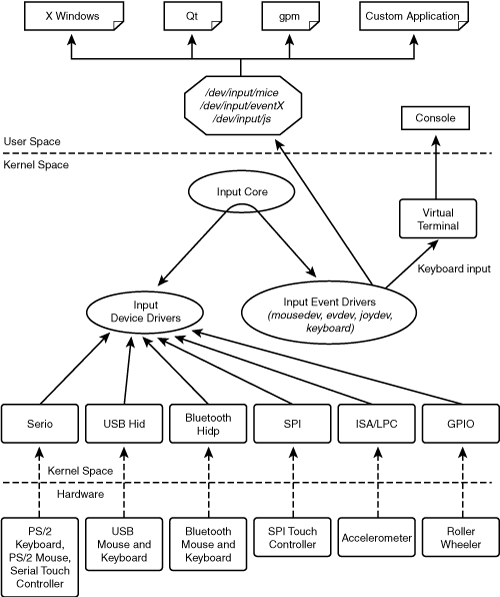 X Windows
Qt
gpm
Custom Application
/dev/input/mice
/dev/input/eventX
/dev/input/js
Console
User Space
Kernel Space
Input Core
Virtual
Terminal
Keyboard input
Input
Device Drivers
Input Event Drivers
(mousedev, evdev, joydev,
keyboard)
Serio
USB Hid
Bluetooth
Hidp
SPI
ISA/LPC
GPIO
Kernel Space
Hardware
PS/2
Keyboard,
PS/2 Mouse,
Serial Touch
Controller
USB
Mouse and
Keyboard
Bluetooth
Mouse and
Keyboard
SPI Touch
Controller
Accelerometer
Roller
Wheeler